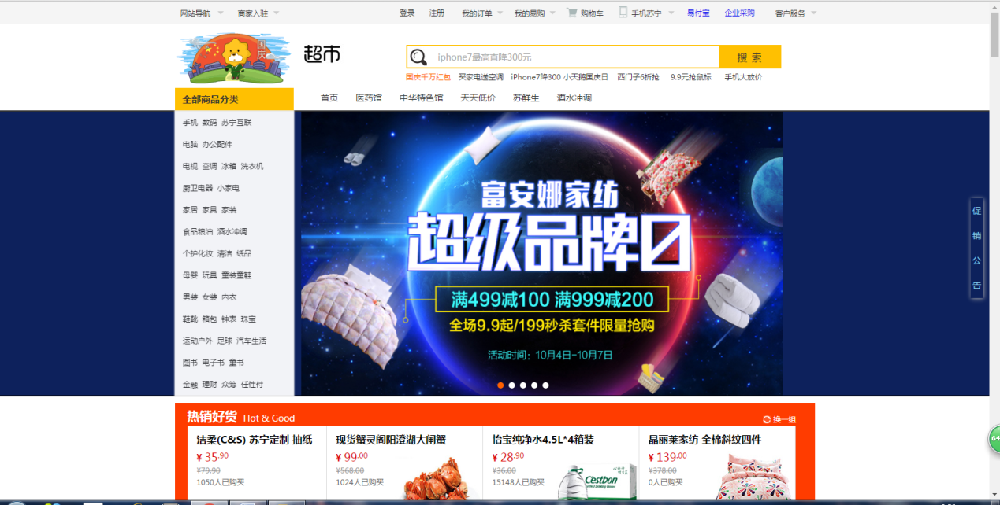 网站导航 商家入驻 登录 注册 我的订单 我的易购 购物车 手机苏宁 易付宝 企业采购 客户服务
国庆
超市
iphone7最高直降300元 搜 索
国庆千万红包 买家电送空调 iPhone7降300 小天鹅国庆日 西门子6折抢 9.9元抢鼠标 手机大放价
全部商品分类 首页 医药馆 中华特色馆 天天低价 苏鲜生 酒水冲调
手机 数码 苏宁互联
电脑 办公配件
电视 空调 冰箱 洗衣机
厨卫电器 小家电
家居 家具 家装
食品粮油 酒水冲调
个护化妆 清洁 纸品
母婴 玩具 童装童鞋
男装 女装 内衣
鞋靴 箱包 钟表 珠宝
运动户外 足球 汽车生活
图书 电子书 童书
金融 理财 众筹 任性付
富安娜家纺
超级品牌日
满499减100 满999减200
全场9.9起/199秒杀套件限量抢购
活动时间：10月4日-10月7日
促
销
公
告
64
热销好货 Hot & Good 换一组
洁柔(C&S) 苏宁定制 抽纸
¥ 35.90
¥79.90
1050人已购买
现货蟹灵阁阳澄湖大闸蟹
¥ 99.00
¥568.00
1024人已购买
怡宝纯净水4.5L*4箱装
¥ 28.90
¥36.00
15148人已购买
Cestbon
晶丽莱家纺 全棉斜纹四件
¥ 139.00
¥378.00
0人已购买